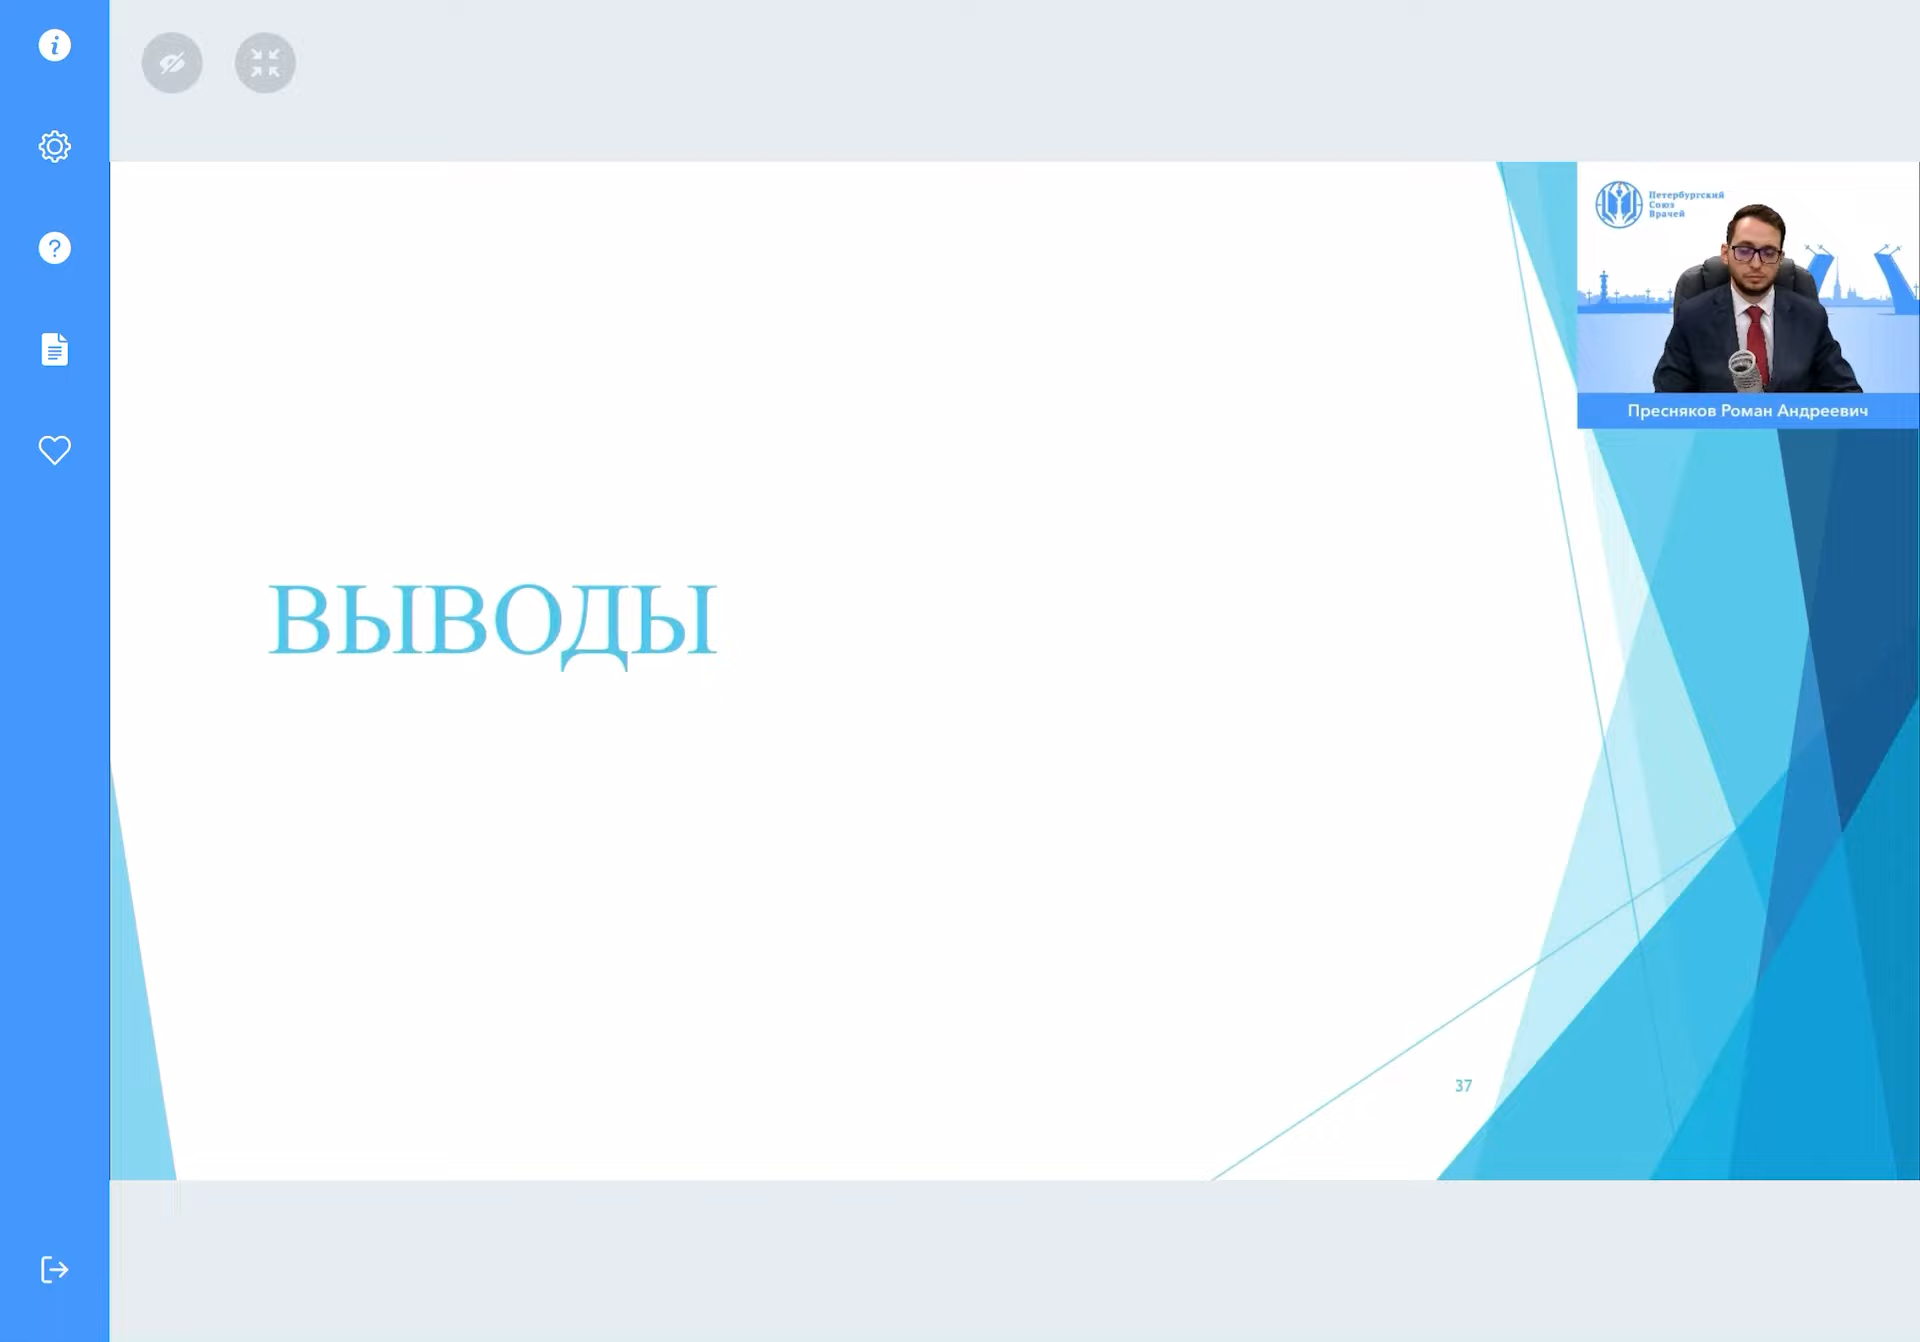 Петербургский
Союз
Врачей
Пресняков Роман Андреевич
ВЫВОДЫ
37